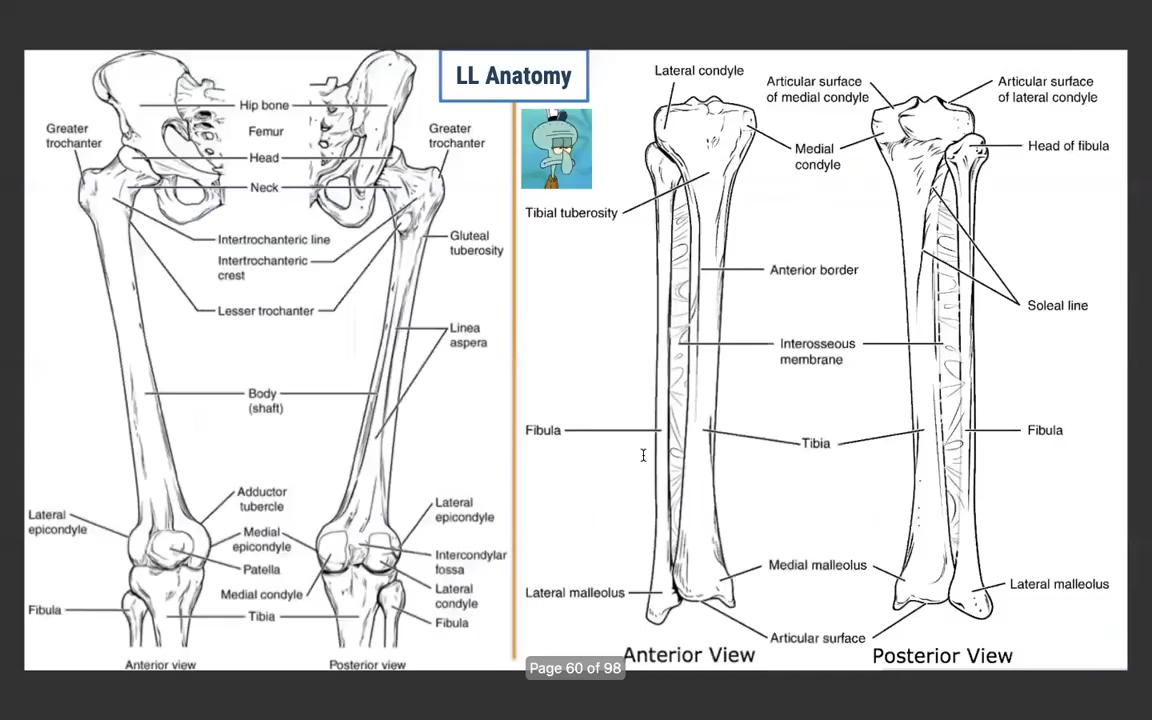 LL Anatomy
Hip bone
Greater
trochanter
Femur
Greater
trochanter
Head
Neck
Intertrochanteric line
Gluteal
tuberosity
Intertrochanteric
crest
Lesser trochanter
Linea
aspera
Body
(shaft)
Adductor
tubercle
Lateral
epicondyle
Lateral
epicondyle
Medial
epicondyle
Intercondylar
fossa
Patella
Medial condyle
Lateral
condyle
Fibula
Tibia
Fibula
Anterior view
Posterior view
Lateral condyle
Articular surface
of medial condyle
Articular surface
of lateral condyle
Medial
condyle
Head of fibula
Tibial tuberosity
Anterior border
Soleal line
Interosseous
membrane
Fibula
Tibia
Fibula
Medial malleolus
Lateral malleolus
Lateral malleolus
Articular surface
Anterior View
Posterior View
Page 60 of 98